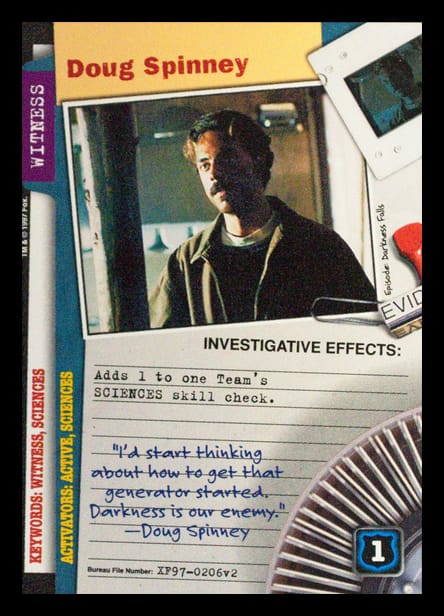 Doug Spinney
WITNESS
TM & © 1997 Fox.
Episode: Darkness Falls
EVID
INVESTIGATIVE EFFECTS:
Adds 1 to one Team's
SCIENCES skill check.
KEYWORDS: WITNESS, SCIENCES
ACTIVATORS: ACTIVE, SCIENCES
"I'd start thinking
about how to get that
generator started.
Darkness is our enemy."
—Doug Spinney
1
Bureau File Number: XF97-0206v2